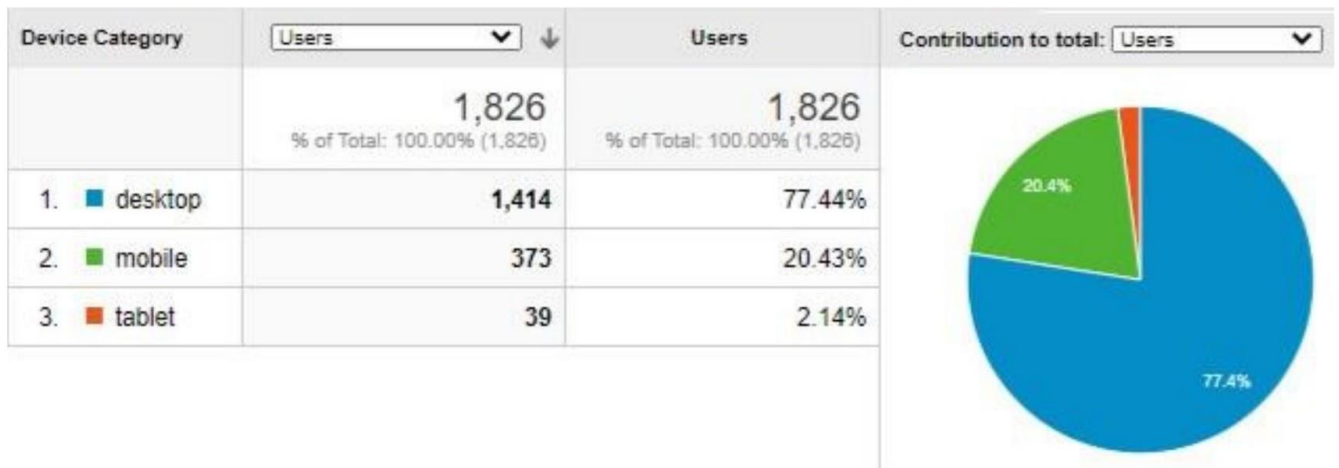 Device Category Users Users Contribution to total: Users
1,826 1,826
% of Total: 100.00% (1,826) % of Total: 100.00% (1,826)
1. desktop 1,414 77.44%
2. mobile 373 20.43%
3. tablet 39 2.14%
20.4%
77.4%